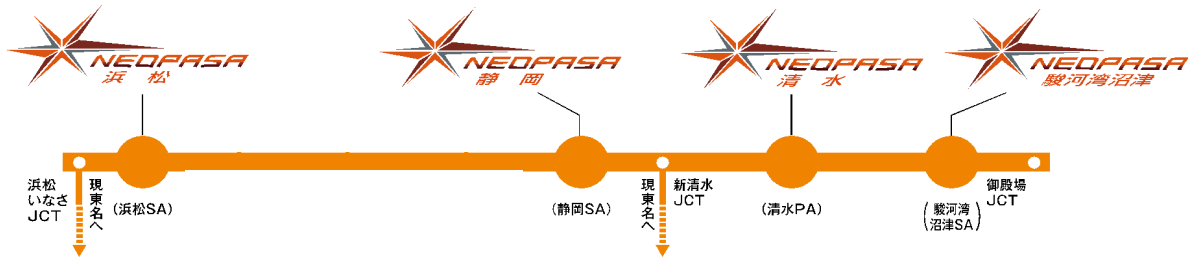 NEOPASA
浜松
NEOPASA
静岡
NEOPASA
清水
NEOPASA
駿河湾沼津
浜松
いなさ
JCT
現東名へ
(浜松SA)
(静岡SA)
現東名へ
新清水
JCT
(清水PA)
(駿河湾
沼津SA)
御殿場
JCT